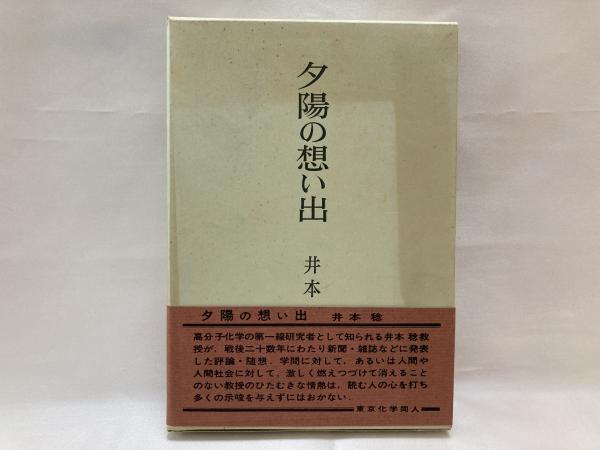 夕陽の想い出
井本
夕陽の想い出 井本 稔
高分子化学の第一線研究者として知られる井本 稔教
授が、戦後二十数年にわたり新聞・雑誌などに発表
した評論・随想．学問に対して，あるいは人間や
人間社会に対して，激しく燃えつづけて消えること
のない教授のひたむきな情熱は，読む人の心を打ち
多くの示唆を与えずにはおかない．
東京化学同人